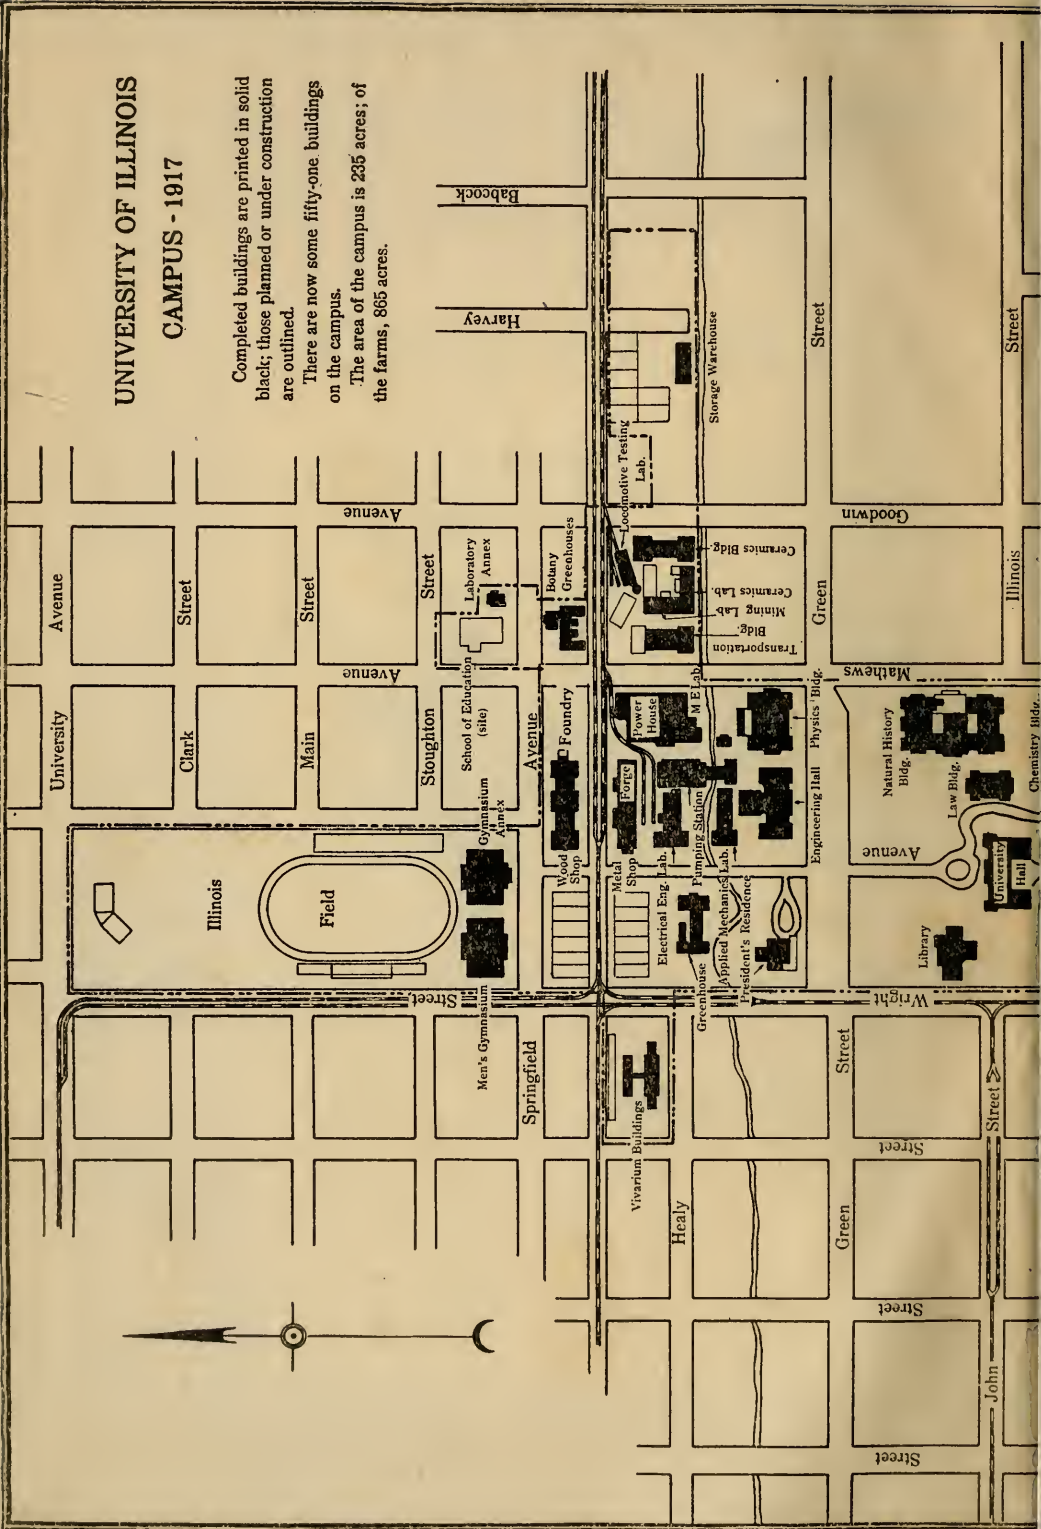 UNIVERSITY OF ILLINOIS
CAMPUS - 1917
Completed buildings are printed in solid
black; those planned or under construction
are outlined.
There are now some fifty-one buildings
on the campus.
The area of the campus is 235 acres; of
the farms, 865 acres.
Babcock
Harvey
Avenue
Goodwin
Avenue
Mathews
Avenue
Street
Wright
Street
Street
Street
University
Avenue
Clark
Street
Main
Street
Stoughton
Street
Springfield
Avenue
Healy
Green
Street
Green
Street
John
Street
Illinois
Street
Illinois
Field
Gymnasium
Annex
Men's Gymnasium
School of Education
(site)
Laboratory
Annex
Botany
Greenhouses
Wood
Shop
Foundry
Metal
Shop
Forge
Power
House
M E Lab.
Electrical Eng. Lab.
Pumping Station
Applied Mechanics Lab.
Greenhouse
President's Residence
Vivarium Buildings
Locomotive Testing
Lab.
Storage Warehouse
Transportation
Bldg.
Mining Lab.
Ceramics Lab.
Ceramics Bldg.
Engineering Hall
Physics Bldg.
Natural History
Bldg.
Law Bldg.
University
Hall
Library
Chemistry Bldg.